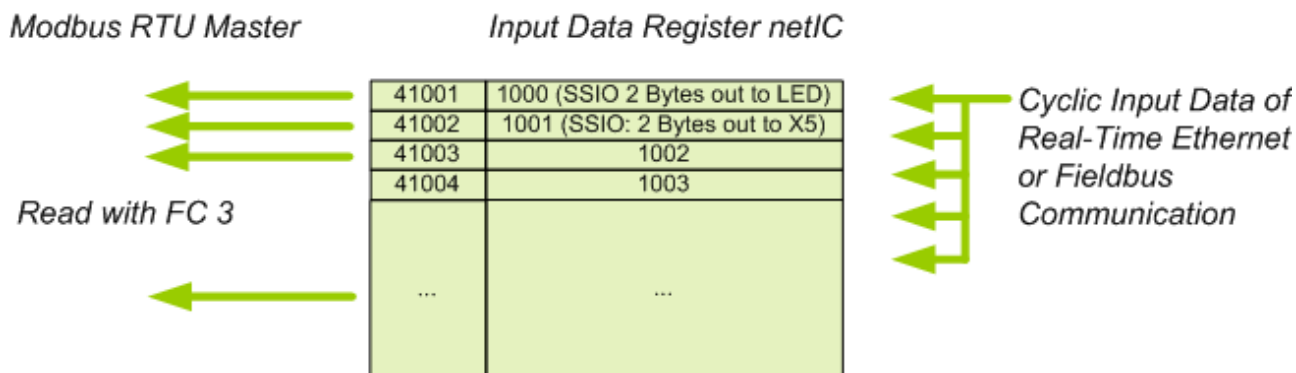 Modbus RTU Master
Input Data Register netIC
41001 1000 (SSIO 2 Bytes out to LED)
41002 1001 (SSIO: 2 Bytes out to X5)
41003 1002
41004 1003
... ...
Read with FC 3
Cyclic Input Data of
Real-Time Ethernet
or Fieldbus
Communication